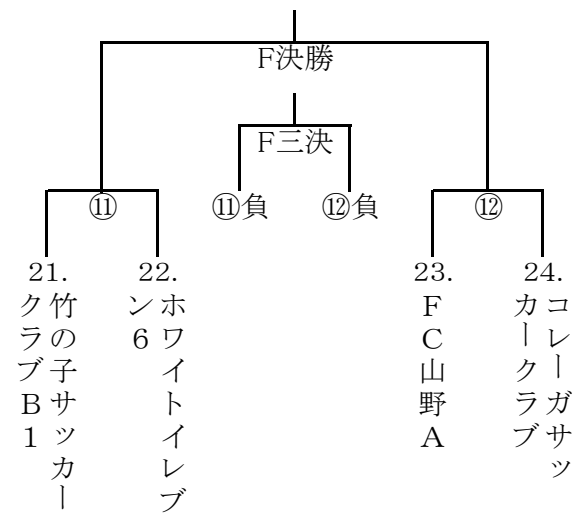 F決勝
F三決
⑪
⑪負
⑫負
⑫
21.
竹の子サッカー
クラブB1
22.
ホワイトイレブ
ン6
23.
FC山野A
24.
コレーガサッ
カークラブ